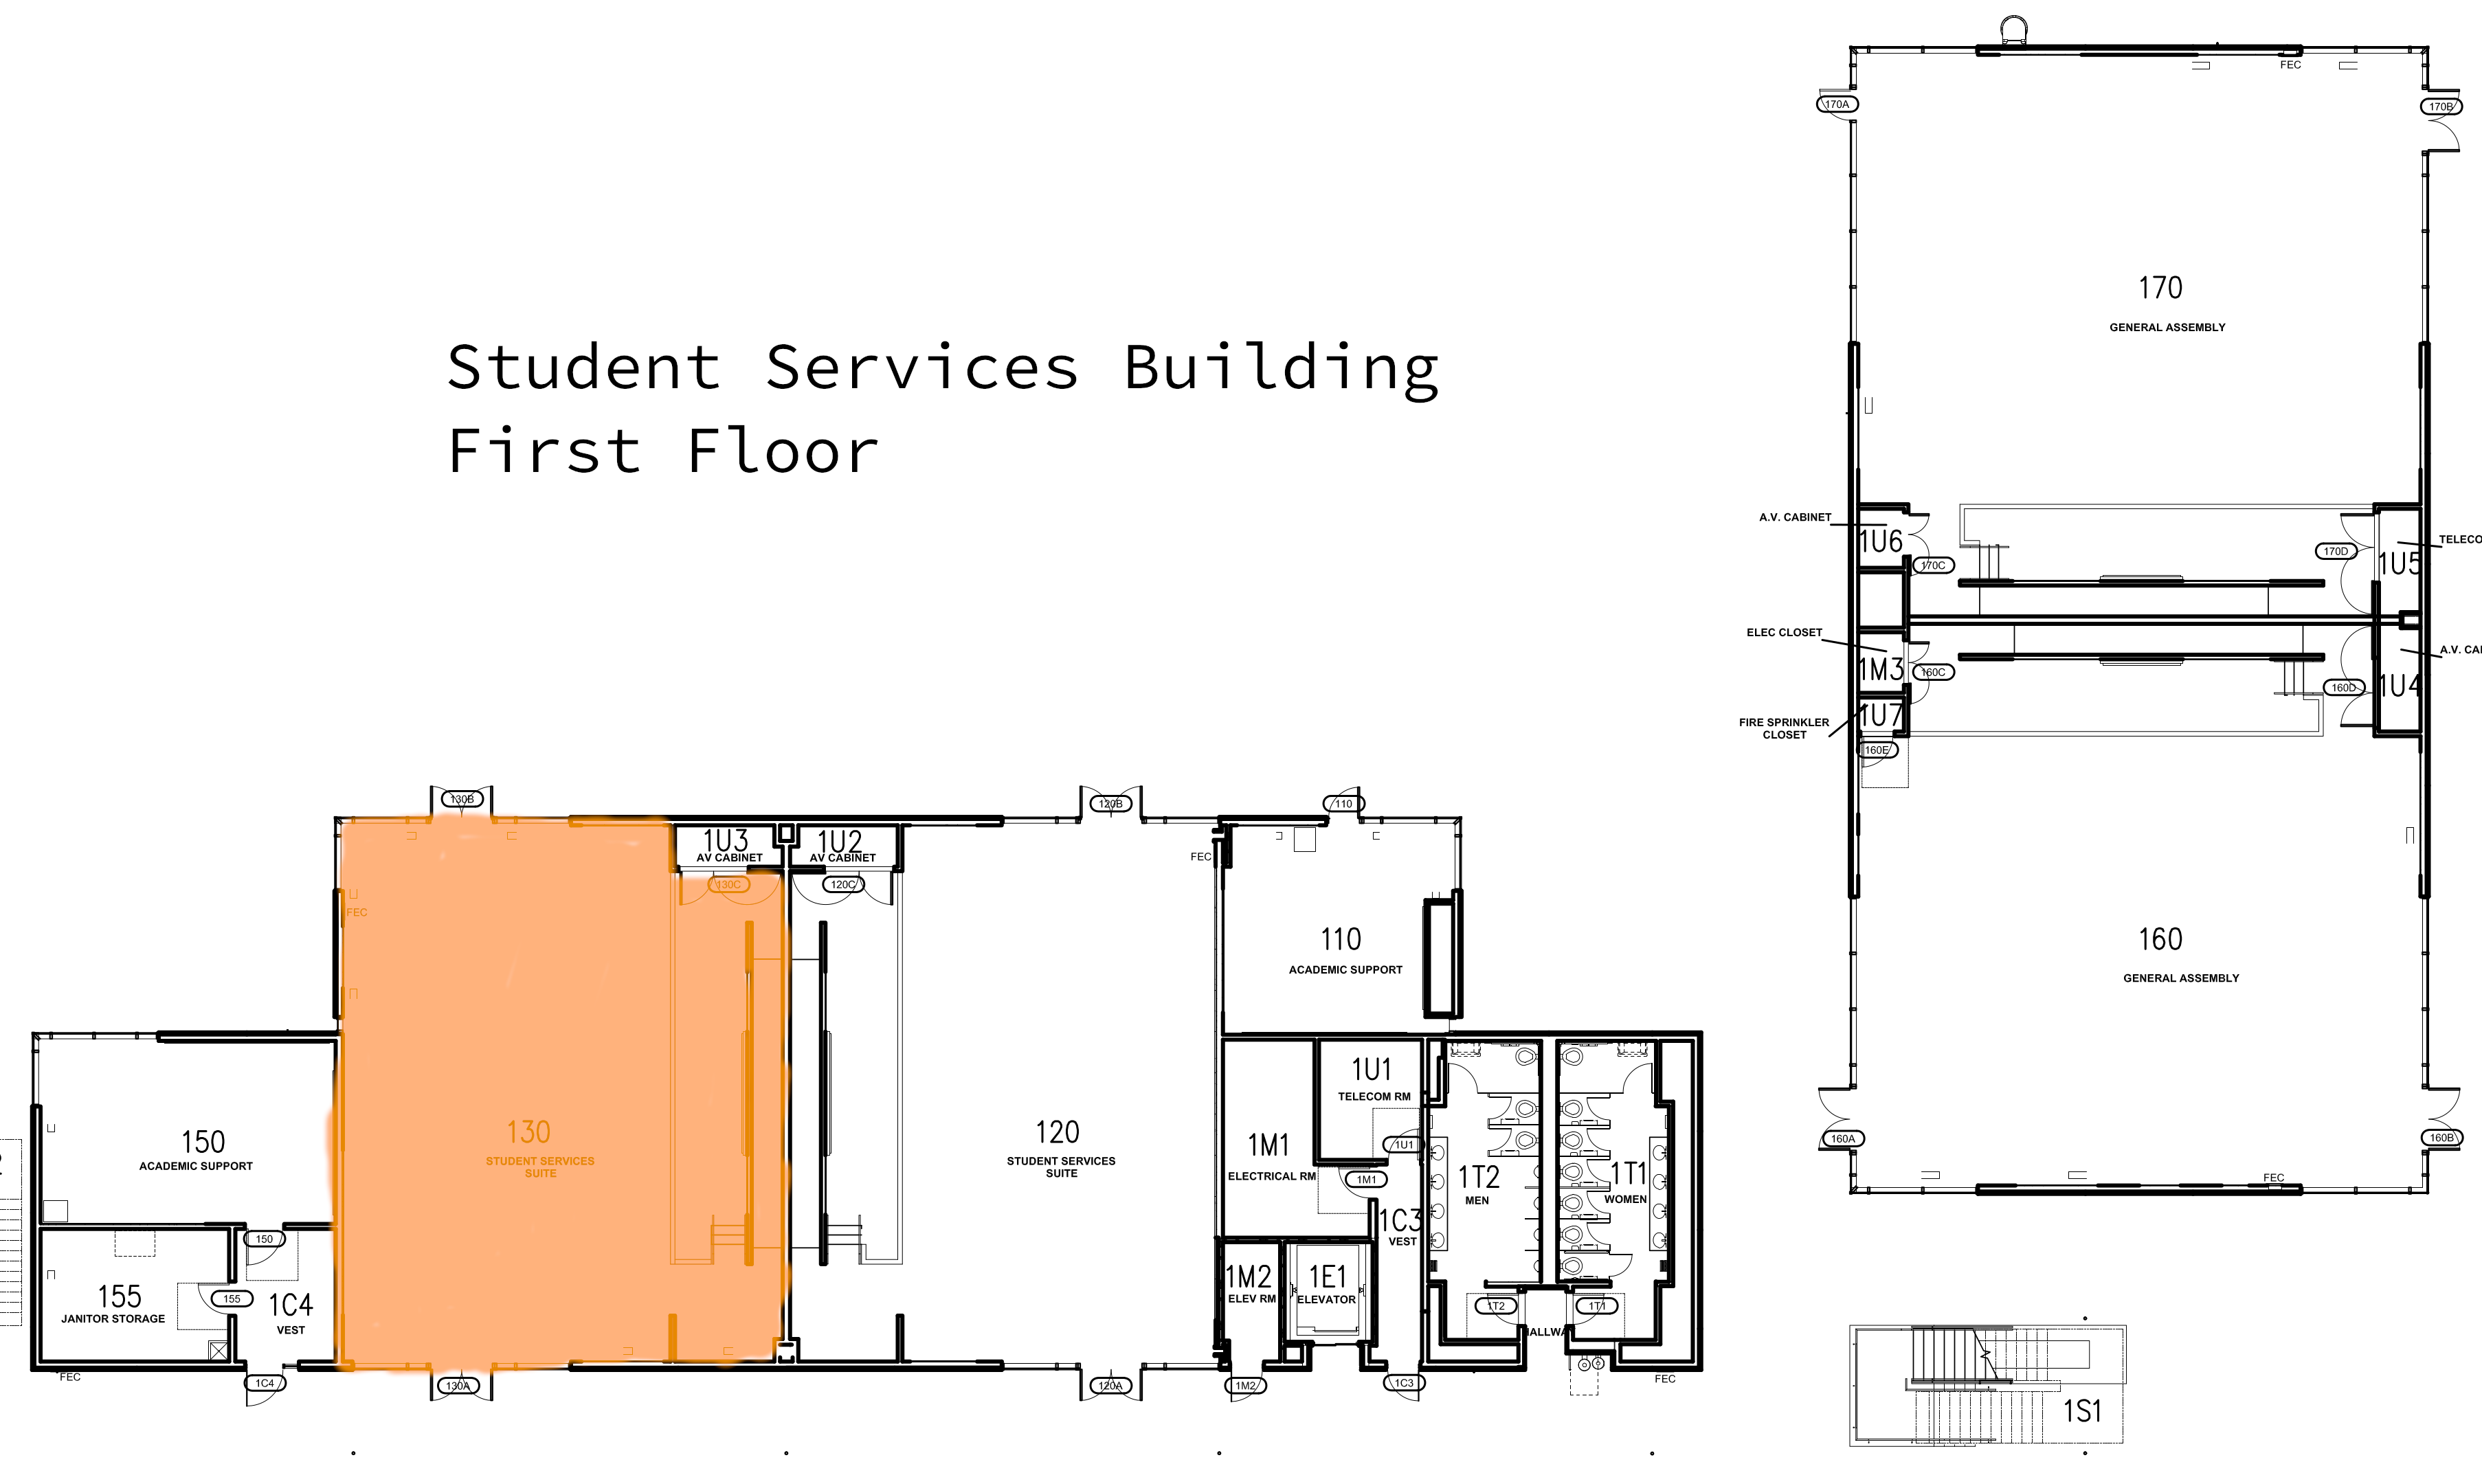 FEC
170A
170B
170
GENERAL ASSEMBLY
Student Services Building
First Floor
A.V. CABINET
1U6
170C
170D
TELECO
1U5
ELEC CLOSET
1M3
160C
A.V. CA
160D
1U4
FIRE SPRINKLER
CLOSET
1U7
160E
130B
120B
110
1U3
AV CABINET
1U2
AV CABINET
FEC
130C
120C
FEC
110
ACADEMIC SUPPORT
160
GENERAL ASSEMBLY
130
STUDENT SERVICES
SUITE
120
STUDENT SERVICES
SUITE
150
ACADEMIC SUPPORT
1U1
TELECOM RM
1U1
1M1
ELECTRICAL RM
1M1
1T2
MEN
1T1
WOMEN
160A
160B
FEC
1C3
VEST
150
155
JANITOR STORAGE
155
1C4
VEST
1M2
ELEV RM
1E1
ELEVATOR
1T2
1T1
HALLWA
FEC
1C4
130A
120A
1M2
1C3
FEC
1S1